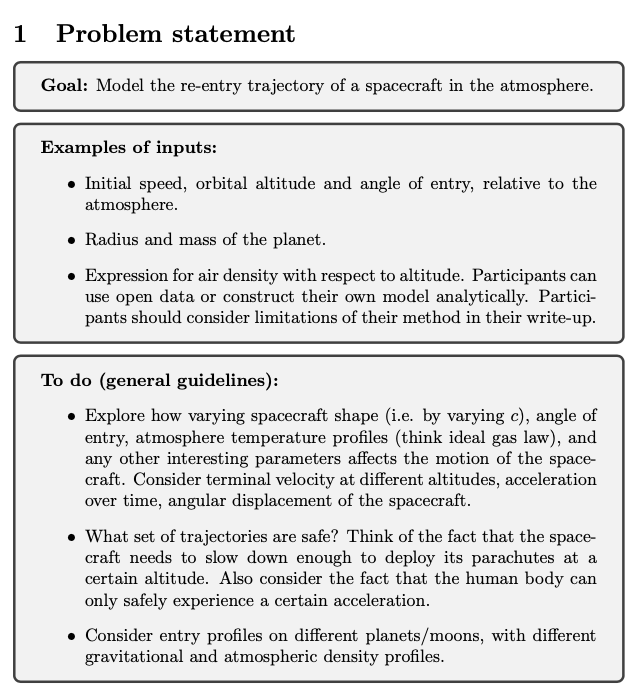 1 Problem statement
Goal: Model the re-entry trajectory of a spacecraft in the atmosphere.
Examples of inputs:
• Initial speed, orbital altitude and angle of entry, relative to the
atmosphere.
• Radius and mass of the planet.
• Expression for air density with respect to altitude. Participants can
use open data or construct their own model analytically. Partici-
pants should consider limitations of their method in their write-up.
To do (general guidelines):
• Explore how varying spacecraft shape (i.e. by varying c), angle of
entry, atmosphere temperature profiles (think ideal gas law), and
any other interesting parameters affects the motion of the space-
craft. Consider terminal velocity at different altitudes, acceleration
over time, angular displacement of the spacecraft.
• What set of trajectories are safe? Think of the fact that the space-
craft needs to slow down enough to deploy its parachutes at a
certain altitude. Also consider the fact that the human body can
only safely experience a certain acceleration.
• Consider entry profiles on different planets/moons, with different
gravitational and atmospheric density profiles.